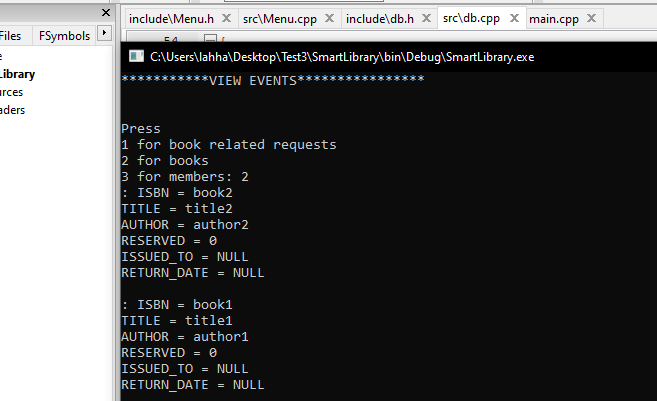 include\Menu.h
src\Menu.cpp
include\db.h
src\db.cpp
main.cpp
Files
FSymbols
54
C:\Users\lahha\Desktop\Test3\SmartLibrary\bin\Debug\SmartLibrary.exe
ibrary
urces
aders
***********VIEW EVENTS****************
Press
1 for book related requests
2 for books
3 for members: 2
: ISBN = book2
TITLE = title2
AUTHOR = author2
RESERVED = 0
ISSUED_TO = NULL
RETURN_DATE = NULL
: ISBN = book1
TITLE = title1
AUTHOR = author1
RESERVED = 0
ISSUED_TO = NULL
RETURN_DATE = NULL